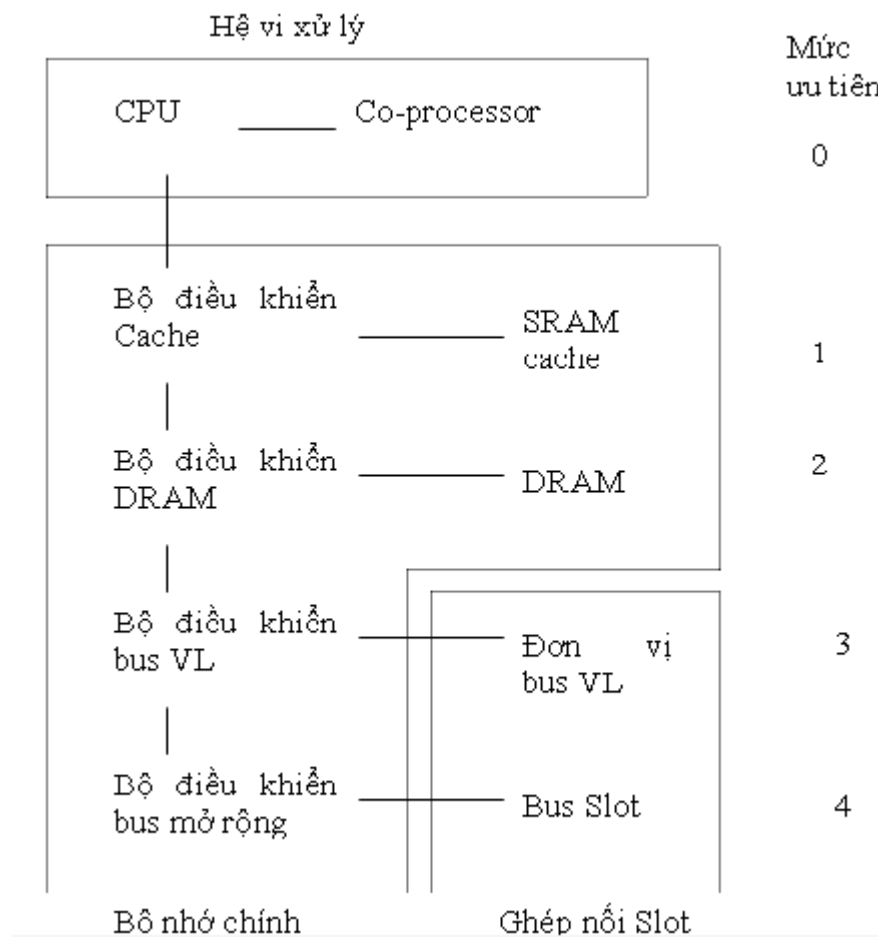 Hệ vi xử lý
Mức
ưu tiên
CPU
Co-processor
0
Bộ điều khiển
Cache
SRAM
cache
1
Bộ điều khiển
DRAM
DRAM
2
Bộ điều khiển
bus VL
Đơn vị
bus VL
3
Bộ điều khiển
bus mở rộng
Bus Slot
4
Bộ nhớ chính
Ghép nối Slot